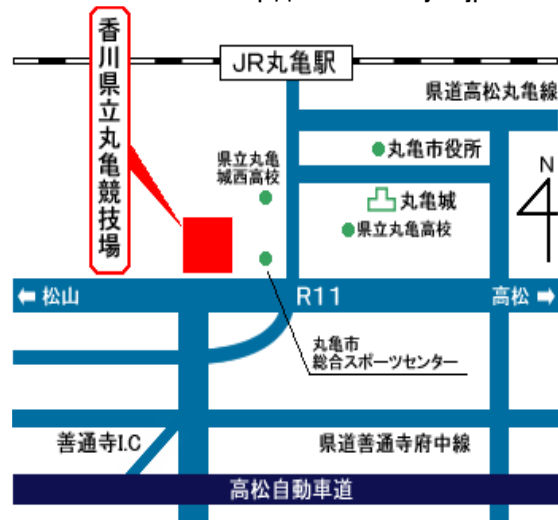 香川県立丸亀競技場
JR丸亀駅
県道高松丸亀線
丸亀市役所
県立丸亀
城西高校
N
丸亀城
県立丸亀高校
⬅ 松山
R11
高松 ➡
丸亀市
総合スポーツセンター
善通寺I.C
県道善通寺府中線
高松自動車道